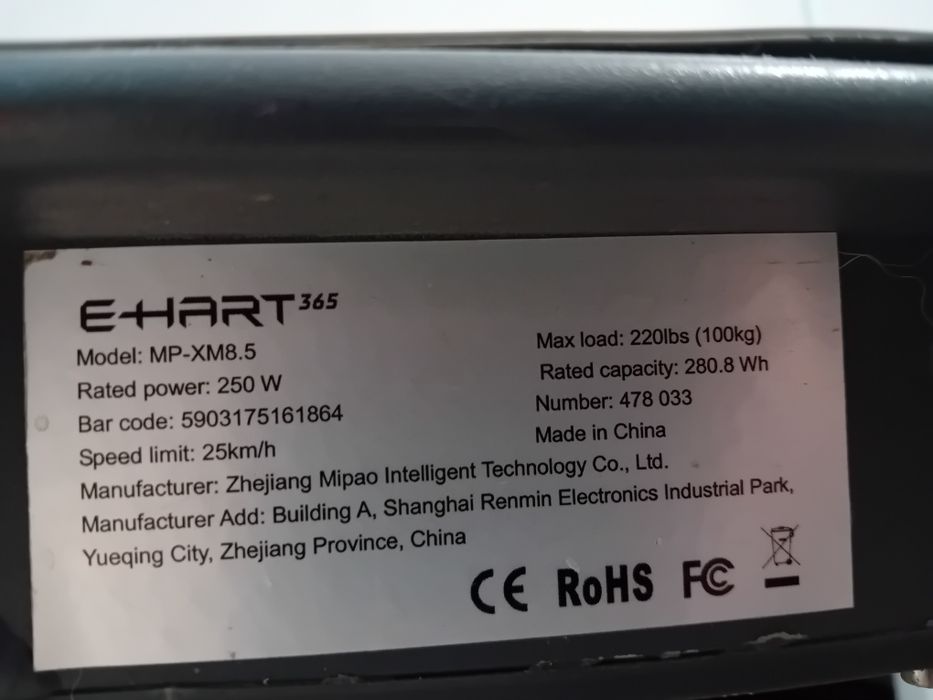 E-HART 365
Model: MP-XM8.5
Rated power: 250 W
Bar code: 5903175161864
Speed limit: 25km/h
Max load: 220lbs (100kg)
Rated capacity: 280.8 Wh
Number: 478 033
Made in China
Manufacturer: Zhejiang Mipao Intelligent Technology Co., Ltd.
Manufacturer Add: Building A, Shanghai Renmin Electronics Industrial Park,
Yueqing City, Zhejiang Province, China
CE RoHS FC